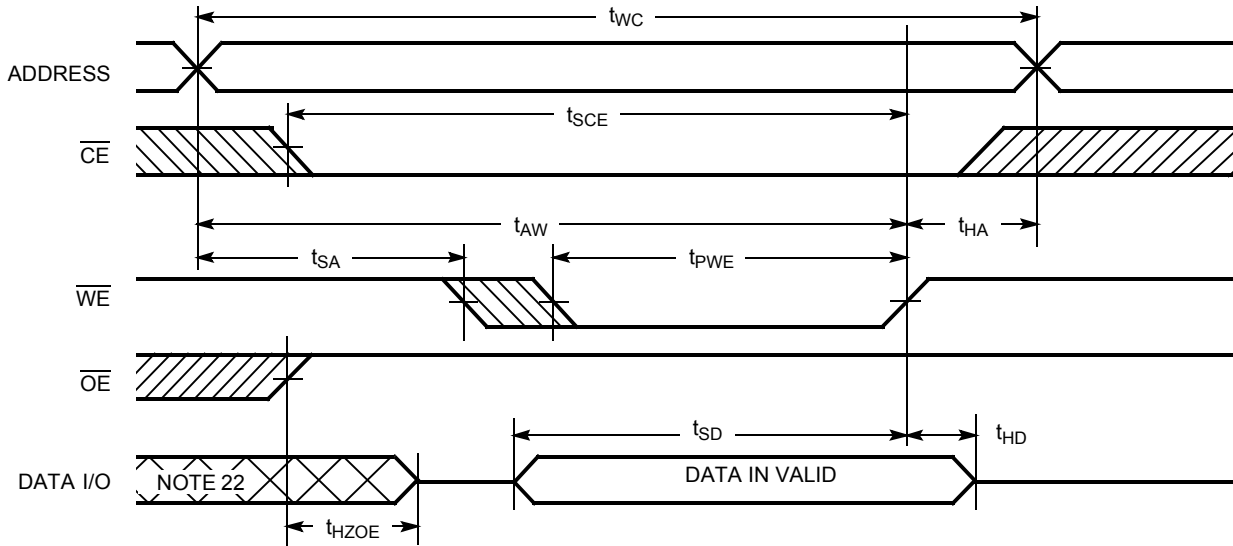 tWC
ADDRESS
tSCE
CE
tAW
tHA
tSA
tPWE
WE
OE
tSD
tHD
DATA I/O
NOTE 22
DATA IN VALID
tHZOE